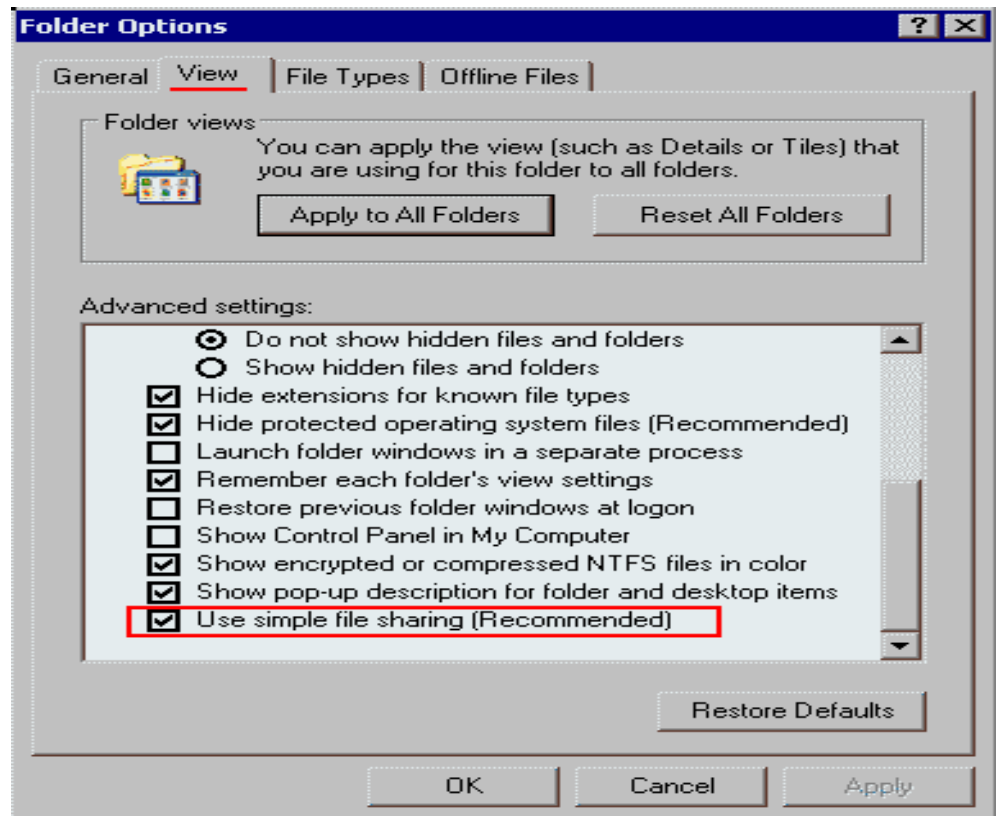 Folder Options
General View File Types Offline Files
Folder views
You can apply the view (such as Details or Tiles) that
you are using for this folder to all folders.
Apply to All Folders Reset All Folders
Advanced settings:
Do not show hidden files and folders
Show hidden files and folders
Hide extensions for known file types
Hide protected operating system files (Recommended)
Launch folder windows in a separate process
Remember each folder's view settings
Restore previous folder windows at logon
Show Control Panel in My Computer
Show encrypted or compressed NTFS files in color
Show pop-up description for folder and desktop items
Use simple file sharing (Recommended)
Restore Defaults
OK Cancel Apply